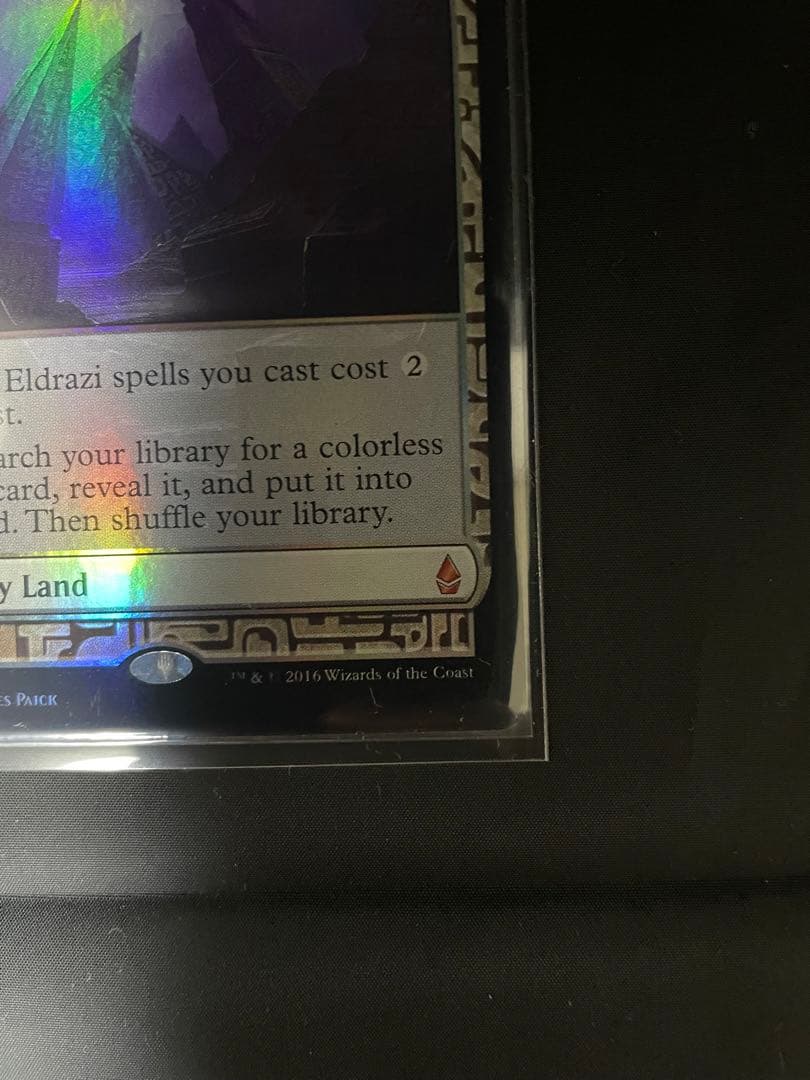 Eldrazi spells you cast cost 2
st.
arch your library for a colorless
card, reveal it, and put it into
d. Then shuffle your library.
y Land
™ & 2016 Wizards of the Coast
ES PAICK